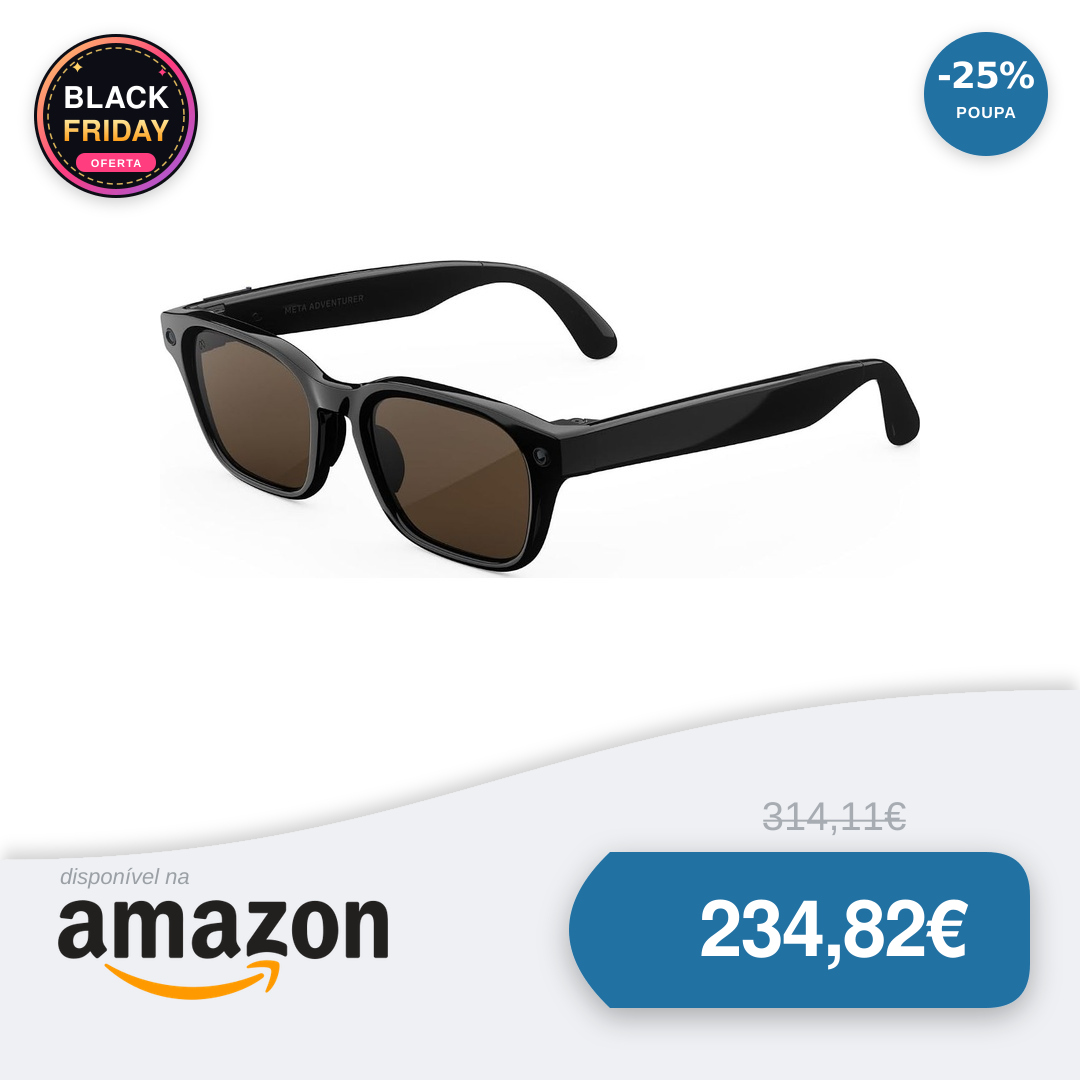 BLACK
FRIDAY
OFERTA
-25%
POUPA
META ADVENTURER
314,11€
disponível na
amazon
234,82€